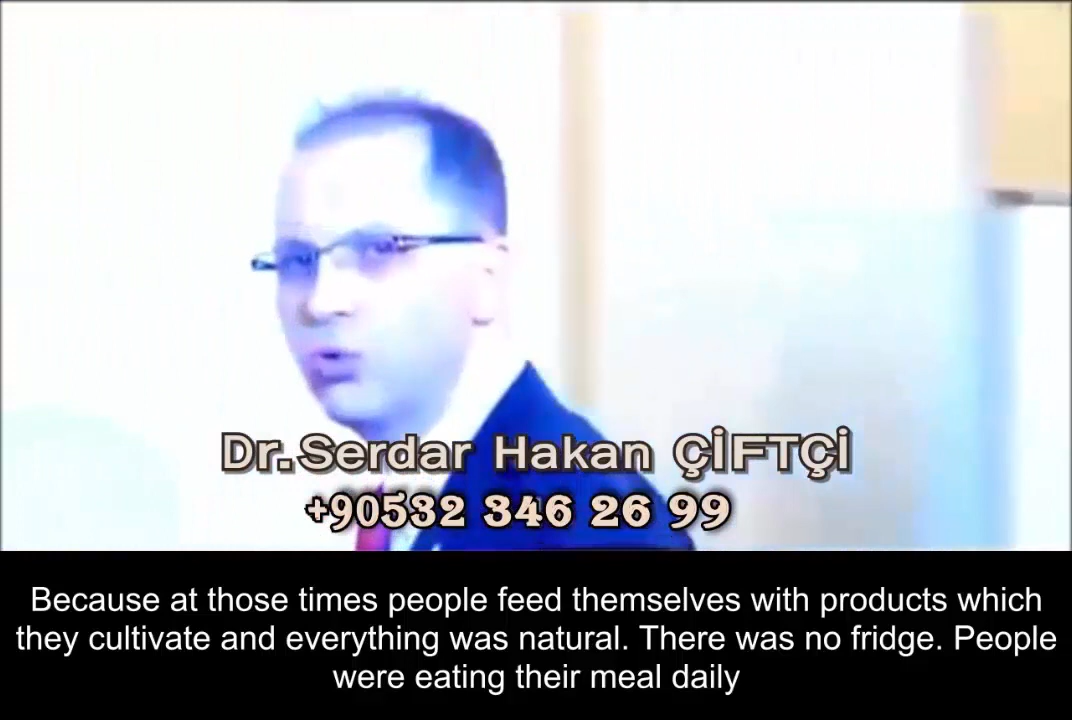 Dr.Serdar Hakan ÇİFTÇİ
+90532 346 26 99
Because at those times people feed themselves with products which
they cultivate and everything was natural. There was no fridge. People
were eating their meal daily